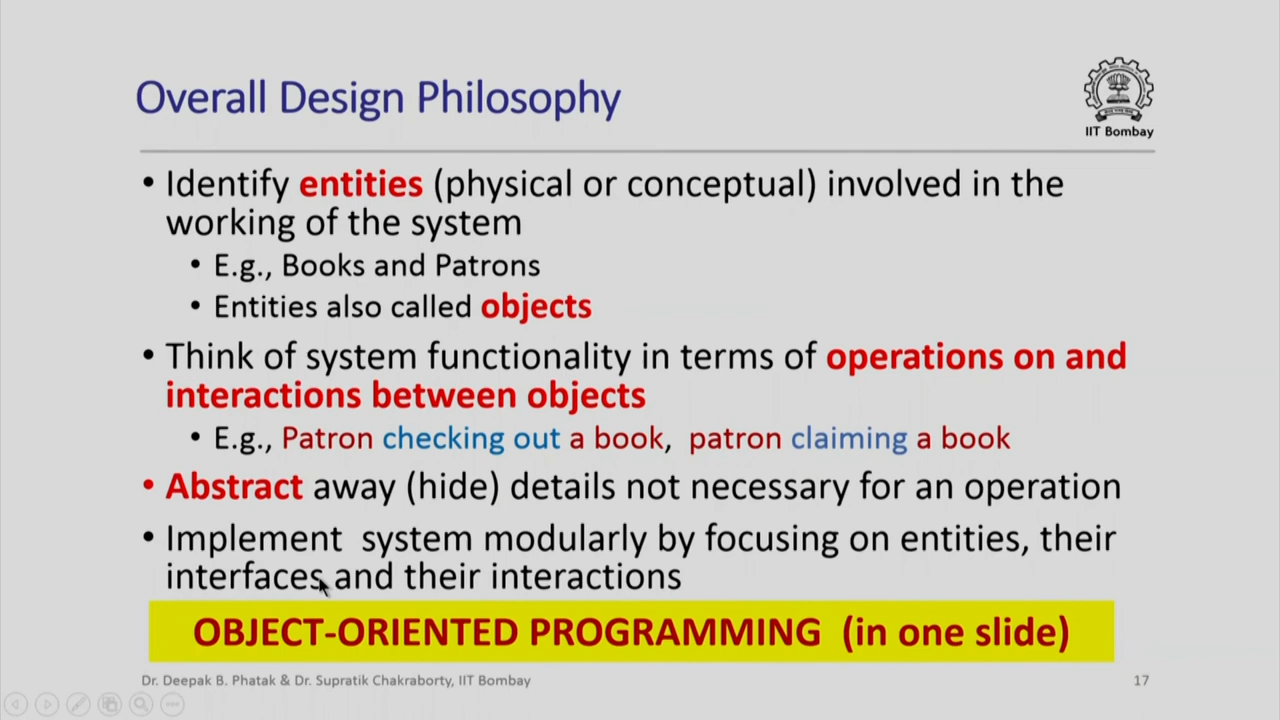 Overall Design Philosophy
IIT Bombay
• Identify entities (physical or conceptual) involved in the
working of the system
• E.g., Books and Patrons
• Entities also called objects
• Think of system functionality in terms of operations on and
interactions between objects
• E.g., Patron checking out a book, patron claiming a book
• Abstract away (hide) details not necessary for an operation
• Implement system modularly by focusing on entities, their
interfaces and their interactions
OBJECT-ORIENTED PROGRAMMING (in one slide)
Dr. Deepak B. Phatak & Dr. Supratik Chakraborty, IIT Bombay
17